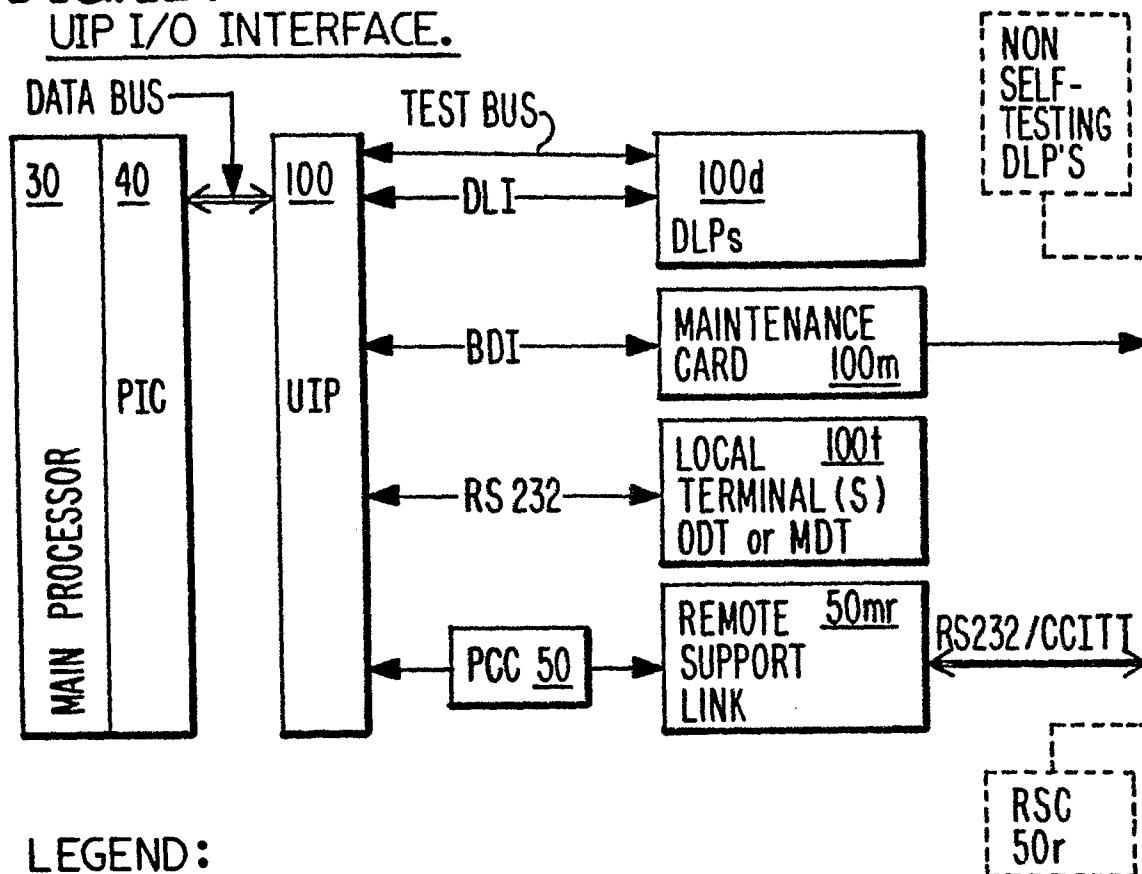 UIP I/O INTERFACE.
DATA BUS
TEST BUS
30
40
100
MAIN PROCESSOR
PIC
UIP
DLI
100d
DLPs
NON
SELF-
TESTING
DLP'S
BDI
MAINTENANCE
CARD 100m
RS 232
LOCAL 100t
TERMINAL(S)
ODT or MDT
PCC 50
REMOTE 50mr
SUPPORT
LINK
RS232/CCITT
RSC
50r
LEGEND: